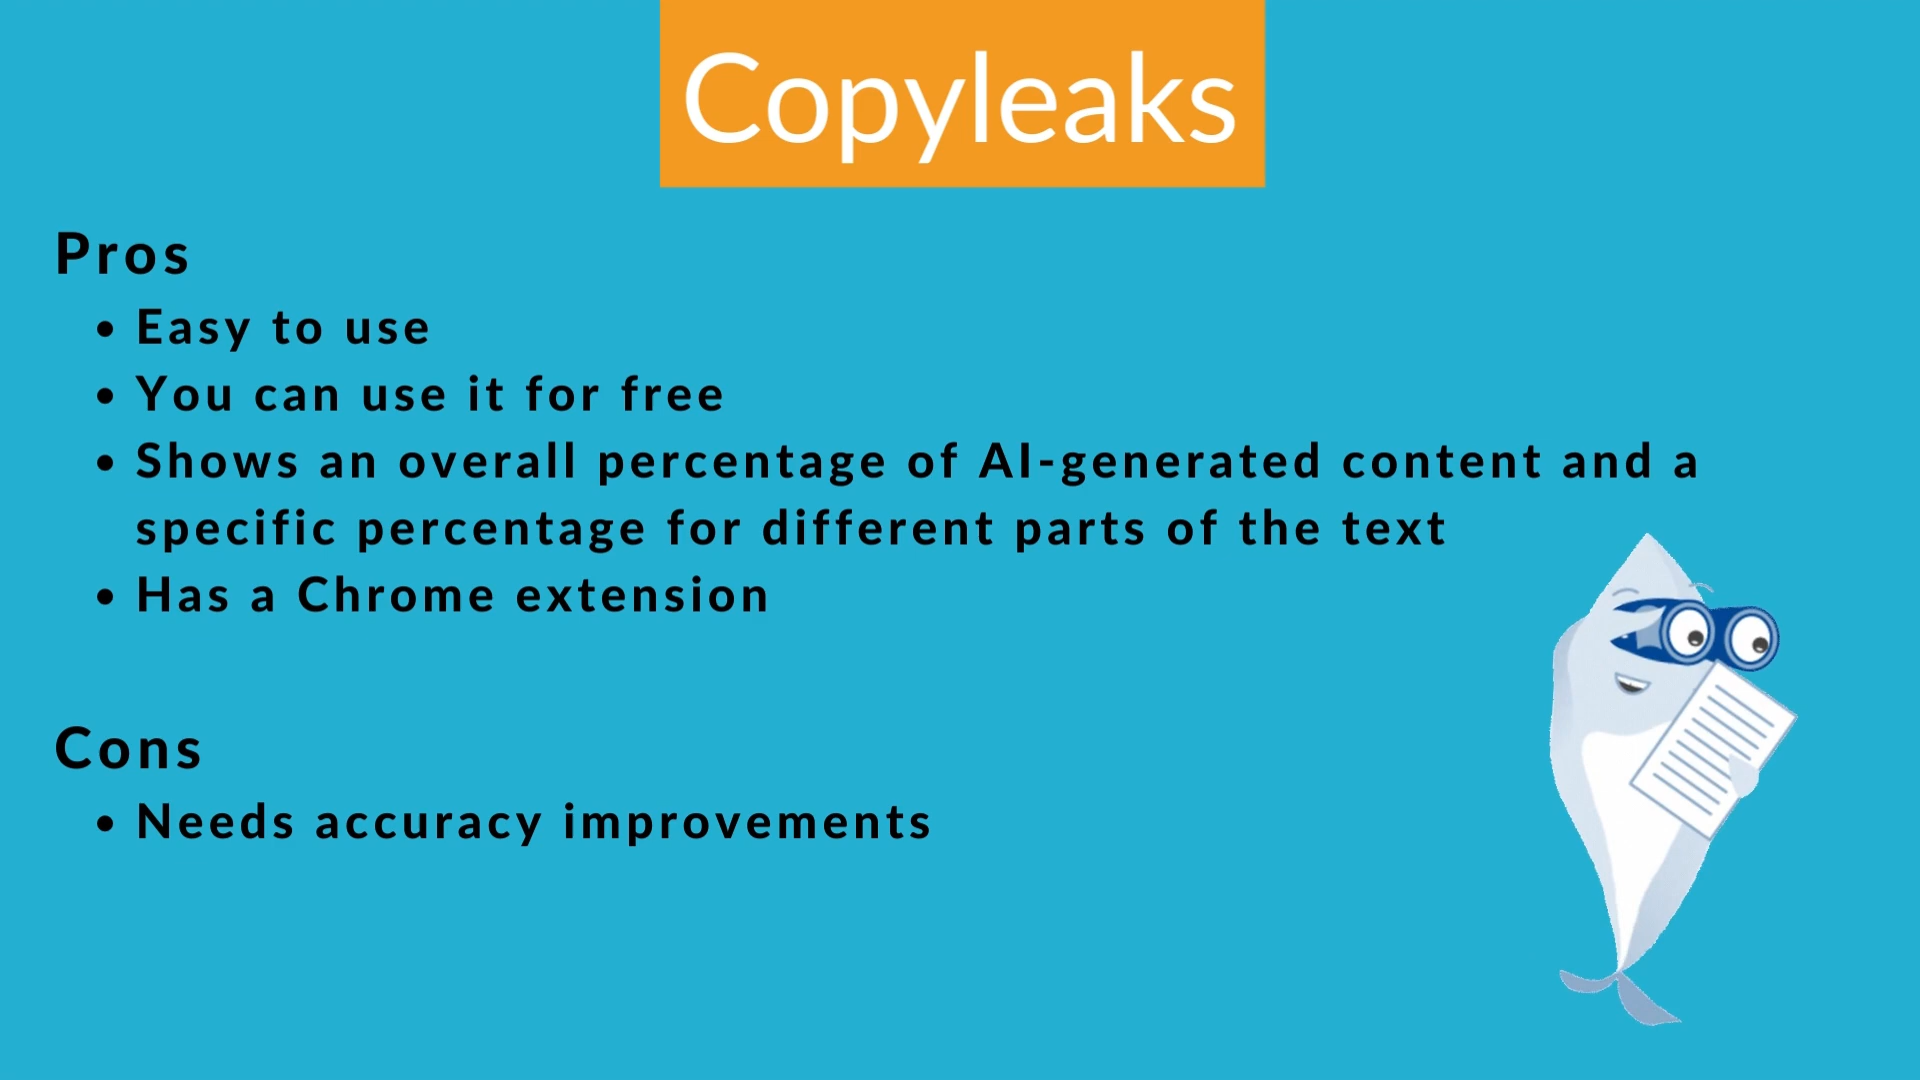 Copyleaks
Pros
• Easy to use
• You can use it for free
• Shows an overall percentage of AI-generated content and a
specific percentage for different parts of the text
• Has a Chrome extension
Cons
• Needs accuracy improvements